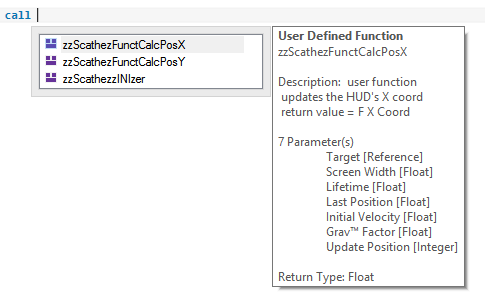 call
zzScathezFunctCalcPosX
zzScathezFunctCalcPosY
zzScathezzINIzer
User Defined Function
zzScathezFunctCalcPosX
Description:  user function
updates the HUD's X coord
return value = F X Coord
7 Parameter(s)
Target [Reference]
Screen Width [Float]
Lifetime [Float]
Last Position [Float]
Initial Velocity [Float]
Grav™ Factor [Float]
Update Position [Integer]
Return Type: Float